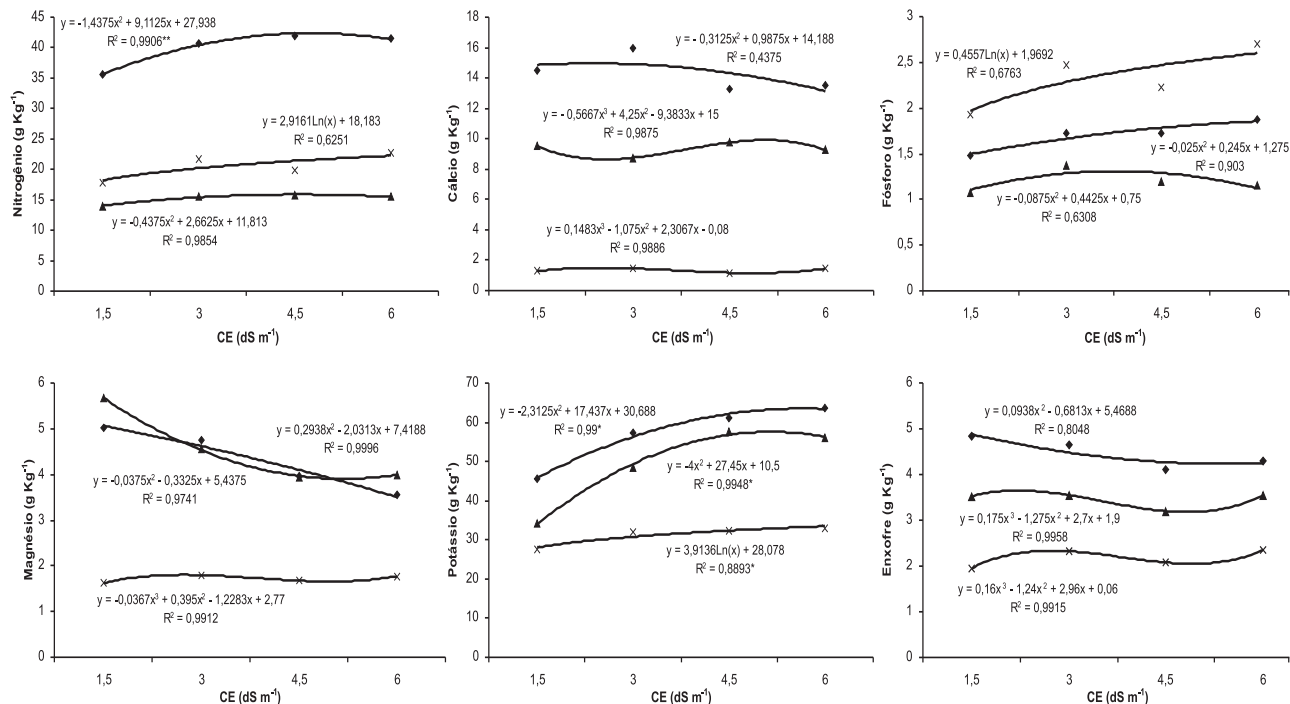 45
40
35
30
25
20
15
10
5
0
Nitrogênio (g Kg⁻¹)
y = -1,4375x² + 9,1125x + 27,938
R² = 0,9906**
y = 2,9161Ln(x) + 18,183
R² = 0,6251
y = -0,4375x² + 2,6625x + 11,813
R² = 0,9854
1,5 3 4,5 6
CE (dS m⁻¹)
18
16
14
12
10
8
6
4
2
0
Cálcio (g Kg⁻¹)
y = - 0,3125x² + 0,9875x + 14,188
R² = 0,4375
y = - 0,5667x³ + 4,25x² - 9,3833x + 15
R² = 0,9875
y = 0,1483x³ - 1,075x² + 2,3067x - 0,08
R² = 0,9886
1,5 3 4,5 6
CE (dS m⁻¹)
3
2,5
2
1,5
1
0,5
0
Fósforo (g Kg⁻¹)
y = 0,4557Ln(x) + 1,9692
R² = 0,6763
y = -0,025x² + 0,245x + 1,275
R² = 0,903
y = -0,0875x² + 0,4425x + 0,75
R² = 0,6308
1,5 3 4,5 6
CE (dS m⁻¹)
6
5
4
3
2
1
0
Magnésio (g Kg⁻¹)
y = 0,2938x² - 2,0313x + 7,4188
R² = 0,9996
y = -0,0375x² - 0,3325x + 5,4375
R² = 0,9741
y = -0,0367x³ + 0,395x² - 1,2283x + 2,77
R² = 0,9912
1,5 3 4,5 6
CE (dS m⁻¹)
70
60
50
40
30
20
10
0
Potássio (g Kg⁻¹)
y = -2,3125x² + 17,437x + 30,688
R² = 0,99*
y = -4x² + 27,45x + 10,5
R² = 0,9948*
y = 3,9136Ln(x) + 28,078
R² = 0,8893*
1,5 3 4,5 6
CE (dS m⁻¹)
6
5
4
3
2
1
0
Enxofre (g Kg⁻¹)
y = 0,0938x² - 0,6813x + 5,4688
R² = 0,8048
y = 0,175x³ - 1,275x² + 2,7x + 1,9
R² = 0,9958
y = 0,16x³ - 1,24x² + 2,96x + 0,06
R² = 0,9915
1,5 3 4,5 6
CE (dS m⁻¹)